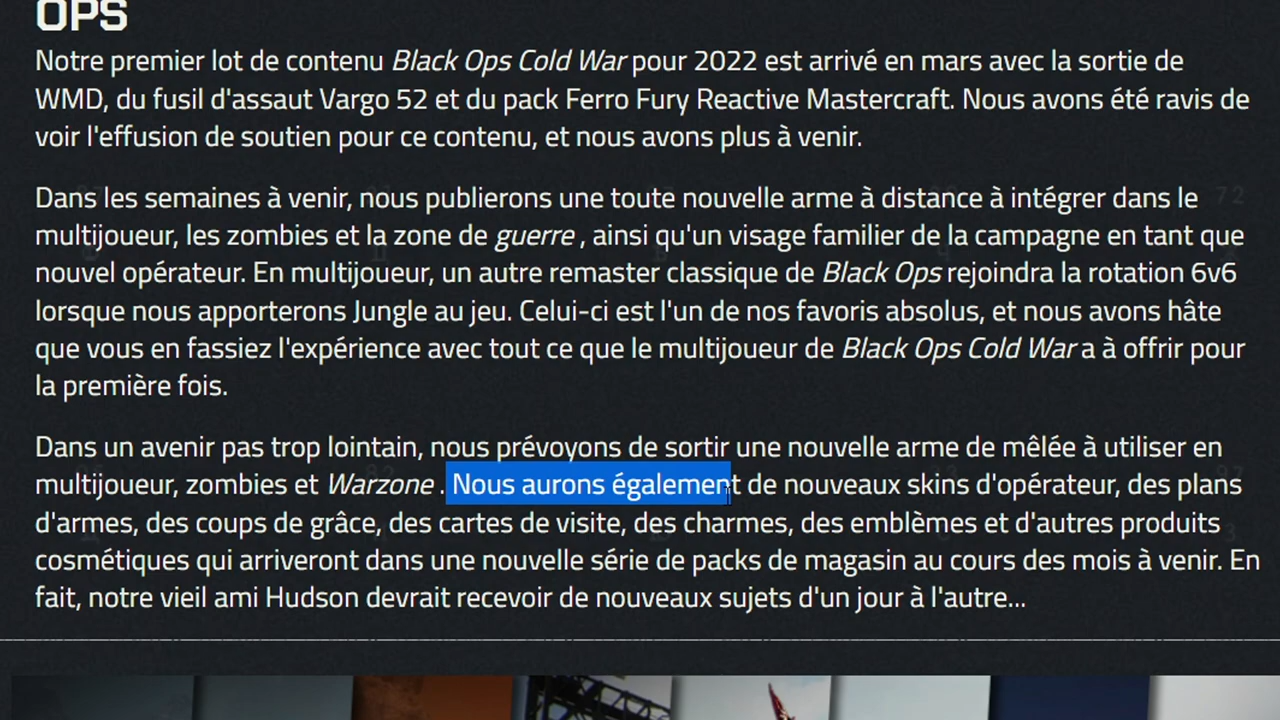 OPS
Notre premier lot de contenu Black Ops Cold War pour 2022 est arrivé en mars avec la sortie de
WMD, du fusil d'assaut Vargo 52 et du pack Ferro Fury Reactive Mastercraft. Nous avons été ravis de
voir l'effusion de soutien pour ce contenu, et nous avons plus à venir.
Dans les semaines à venir, nous publierons une toute nouvelle arme à distance à intégrer dans le
multijoueur, les zombies et la zone de guerre , ainsi qu'un visage familier de la campagne en tant que
nouvel opérateur. En multijoueur, un autre remaster classique de Black Ops rejoindra la rotation 6v6
lorsque nous apporterons Jungle au jeu. Celui-ci est l'un de nos favoris absolus, et nous avons hâte
que vous en fassiez l'expérience avec tout ce que le multijoueur de Black Ops Cold War a à offrir pour
la première fois.
Dans un avenir pas trop lointain, nous prévoyons de sortir une nouvelle arme de mêlée à utiliser en
multijoueur, zombies et Warzone . Nous aurons également de nouveaux skins d'opérateur, des plans
d'armes, des coups de grâce, des cartes de visite, des charmes, des emblèmes et d'autres produits
cosmétiques qui arriveront dans une nouvelle série de packs de magasin au cours des mois à venir. En
fait, notre vieil ami Hudson devrait recevoir de nouveaux sujets d'un jour à l'autre...